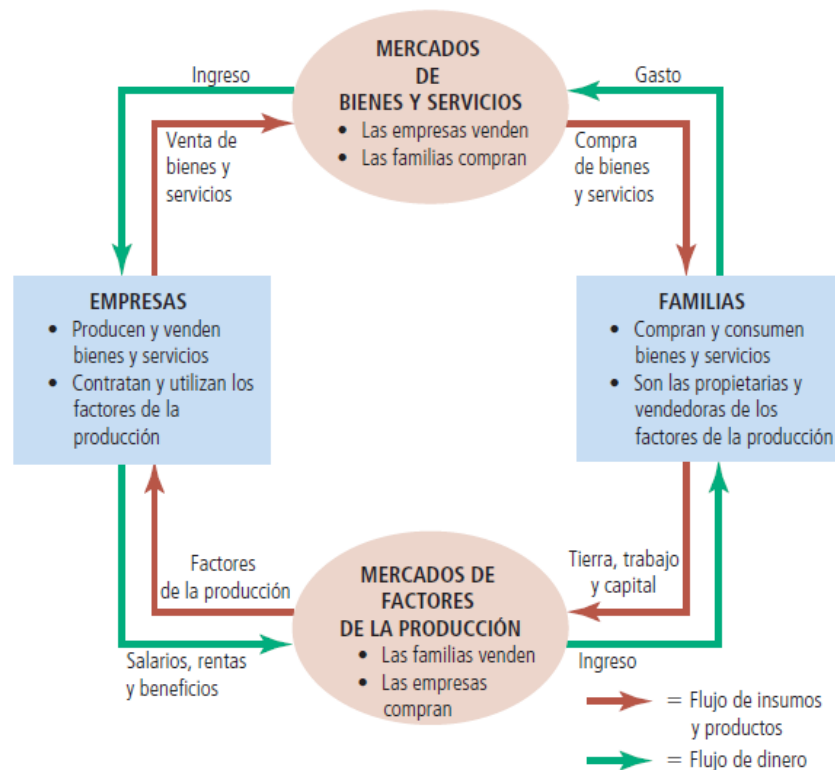 MERCADOS
DE
BIENES Y SERVICIOS
• Las empresas venden
• Las familias compran
Ingreso
Gasto
Venta de
bienes y
servicios
Compra
de bienes
y servicios
EMPRESAS
• Producen y venden
bienes y servicios
• Contratan y utilizan los
factores de la
producción
FAMILIAS
• Compran y consumen
bienes y servicios
• Son las propietarias y
vendedoras de los
factores de la producción
Factores
de la producción
Tierra, trabajo
y capital
MERCADOS DE
FACTORES
DE LA PRODUCCIÓN
• Las familias venden
• Las empresas
compran
Salarios, rentas
y beneficios
Ingreso
= Flujo de insumos
y productos
= Flujo de dinero